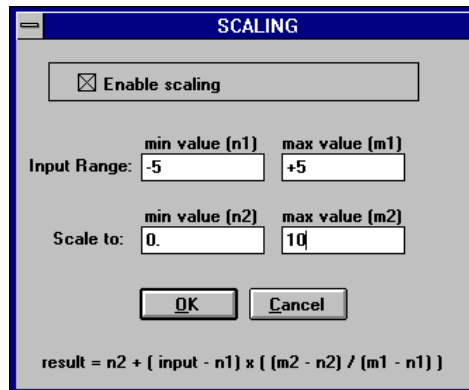 SCALING
Enable scaling
min value (n1) max value (m1)
Input Range: -5 +5
min value (n2) max value (m2)
Scale to: 0. 10
OK Cancel
result = n2 + ( input - n1) x ( (m2 - n2) / (m1 - n1) )